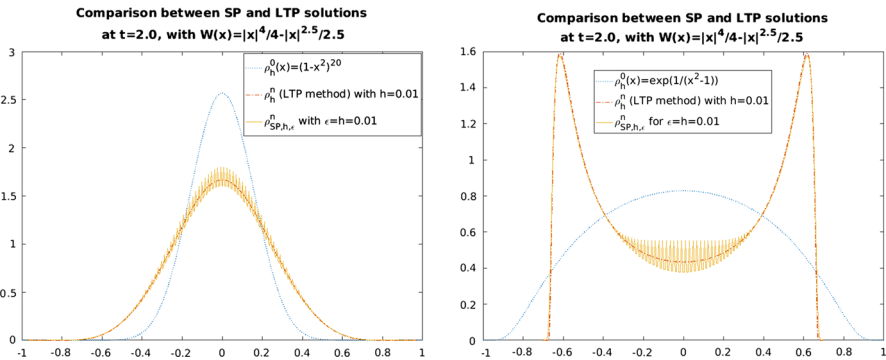 Comparison between SP and LTP solutions
at t=2.0, with W(x)=|x|^4/4-|x|^2.5/2.5
3
2.5
2
1.5
1
0.5
0
-1 -0.8 -0.6 -0.4 -0.2 0 0.2 0.4 0.6 0.8 1
ρ_h^0(x)=(1-x^2)^20
ρ_h^n (LTP method) with h=0.01
ρ_SP,h,ϵ^n with ϵ=h=0.01
Comparison between SP and LTP solutions
at t=2.0, with W(x)=|x|^4/4-|x|^2.5/2.5
1.6
1.4
1.2
1
0.8
0.6
0.4
0.2
0
-1 -0.8 -0.6 -0.4 -0.2 0 0.2 0.4 0.6 0.8 1
ρ_h^0(x)=exp(1/(x^2-1))
ρ_h^n (LTP method) with h=0.01
ρ_SP,h,ϵ^n for ϵ=h=0.01